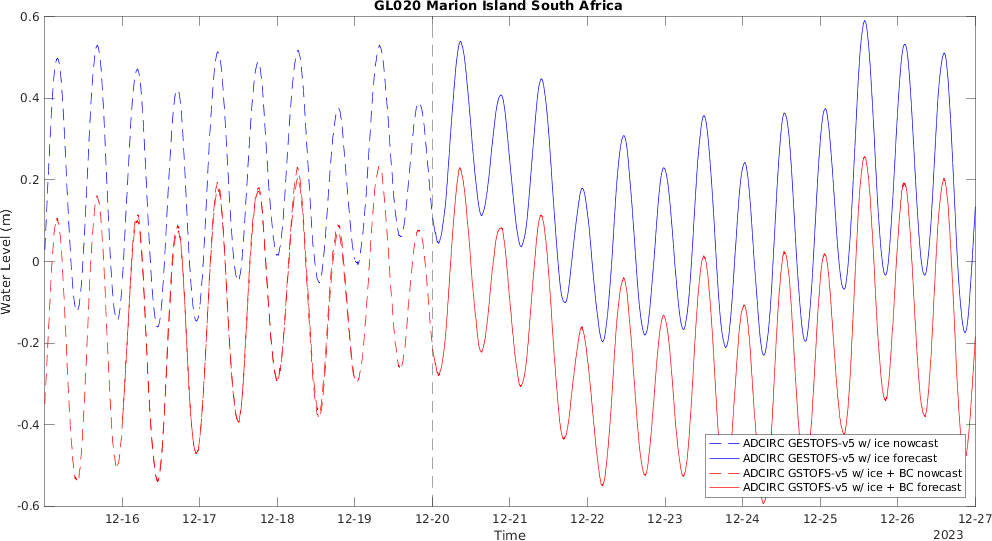 GL020 Marion Island South Africa
Water Level (m)
0.6
0.4
0.2
0
-0.2
-0.4
-0.6
ADCIRC GESTOFS-v5 w/ ice nowcast
ADCIRC GESTOFS-v5 w/ ice forecast
ADCIRC GSTOFS-v5 w/ ice + BC nowcast
ADCIRC GSTOFS-v5 w/ ice + BC forecast
12-16 12-17 12-18 12-19 12-20 12-21 12-22 12-23 12-24 12-25 12-26 12-27
Time
2023